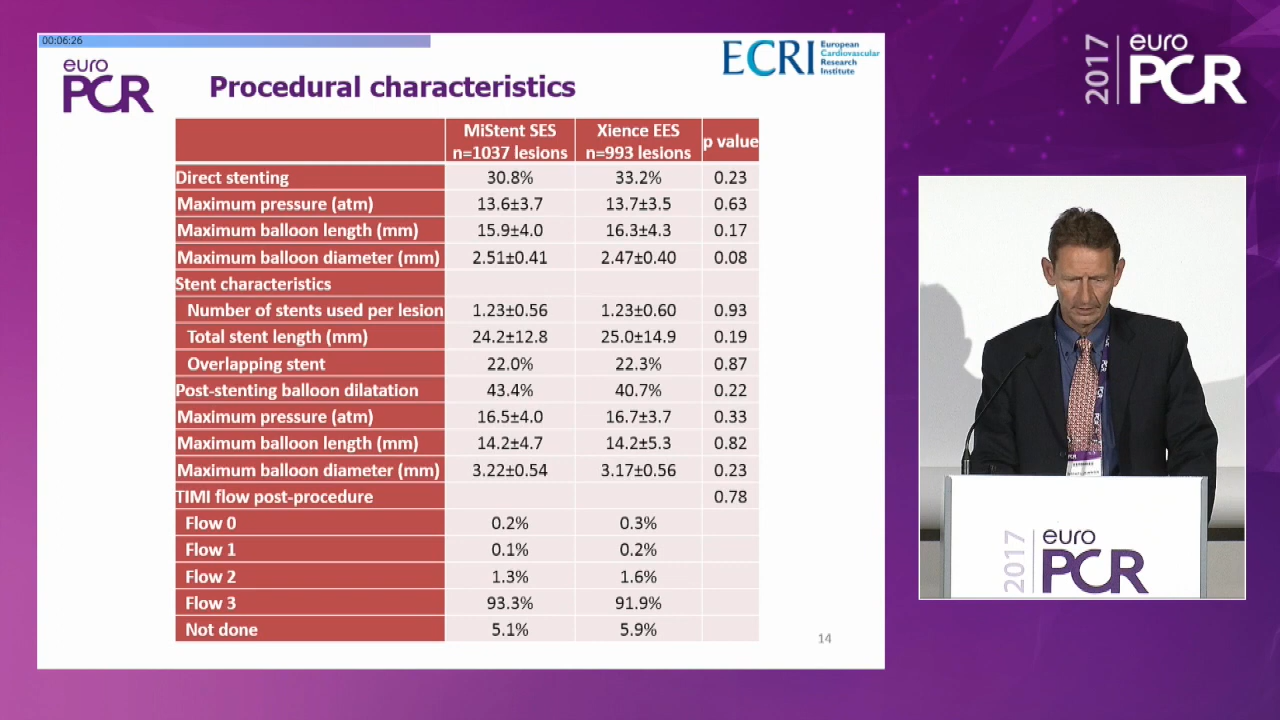 00:06:26
euro
PCR
Procedural characteristics
ECRI European Cardiovascular Research Institute
MiStent SES n=1037 lesions Xience EES n=993 lesions p value
Direct stenting 30.8% 33.2% 0.23
Maximum pressure (atm) 13.6±3.7 13.7±3.5 0.63
Maximum balloon length (mm) 15.9±4.0 16.3±4.3 0.17
Maximum balloon diameter (mm) 2.51±0.41 2.47±0.40 0.08
Stent characteristics
Number of stents used per lesion 1.23±0.56 1.23±0.60 0.93
Total stent length (mm) 24.2±12.8 25.0±14.9 0.19
Overlapping stent 22.0% 22.3% 0.87
Post-stenting balloon dilatation 43.4% 40.7% 0.22
Maximum pressure (atm) 16.5±4.0 16.7±3.7 0.33
Maximum balloon length (mm) 14.2±4.7 14.2±5.3 0.82
Maximum balloon diameter (mm) 3.22±0.54 3.17±0.56 0.23
TIMI flow post-procedure 0.78
Flow 0 0.2% 0.3%
Flow 1 0.1% 0.2%
Flow 2 1.3% 1.6%
Flow 3 93.3% 91.9%
Not done 5.1% 5.9%
14
2017 euro
PCR
2017 euro
PCR